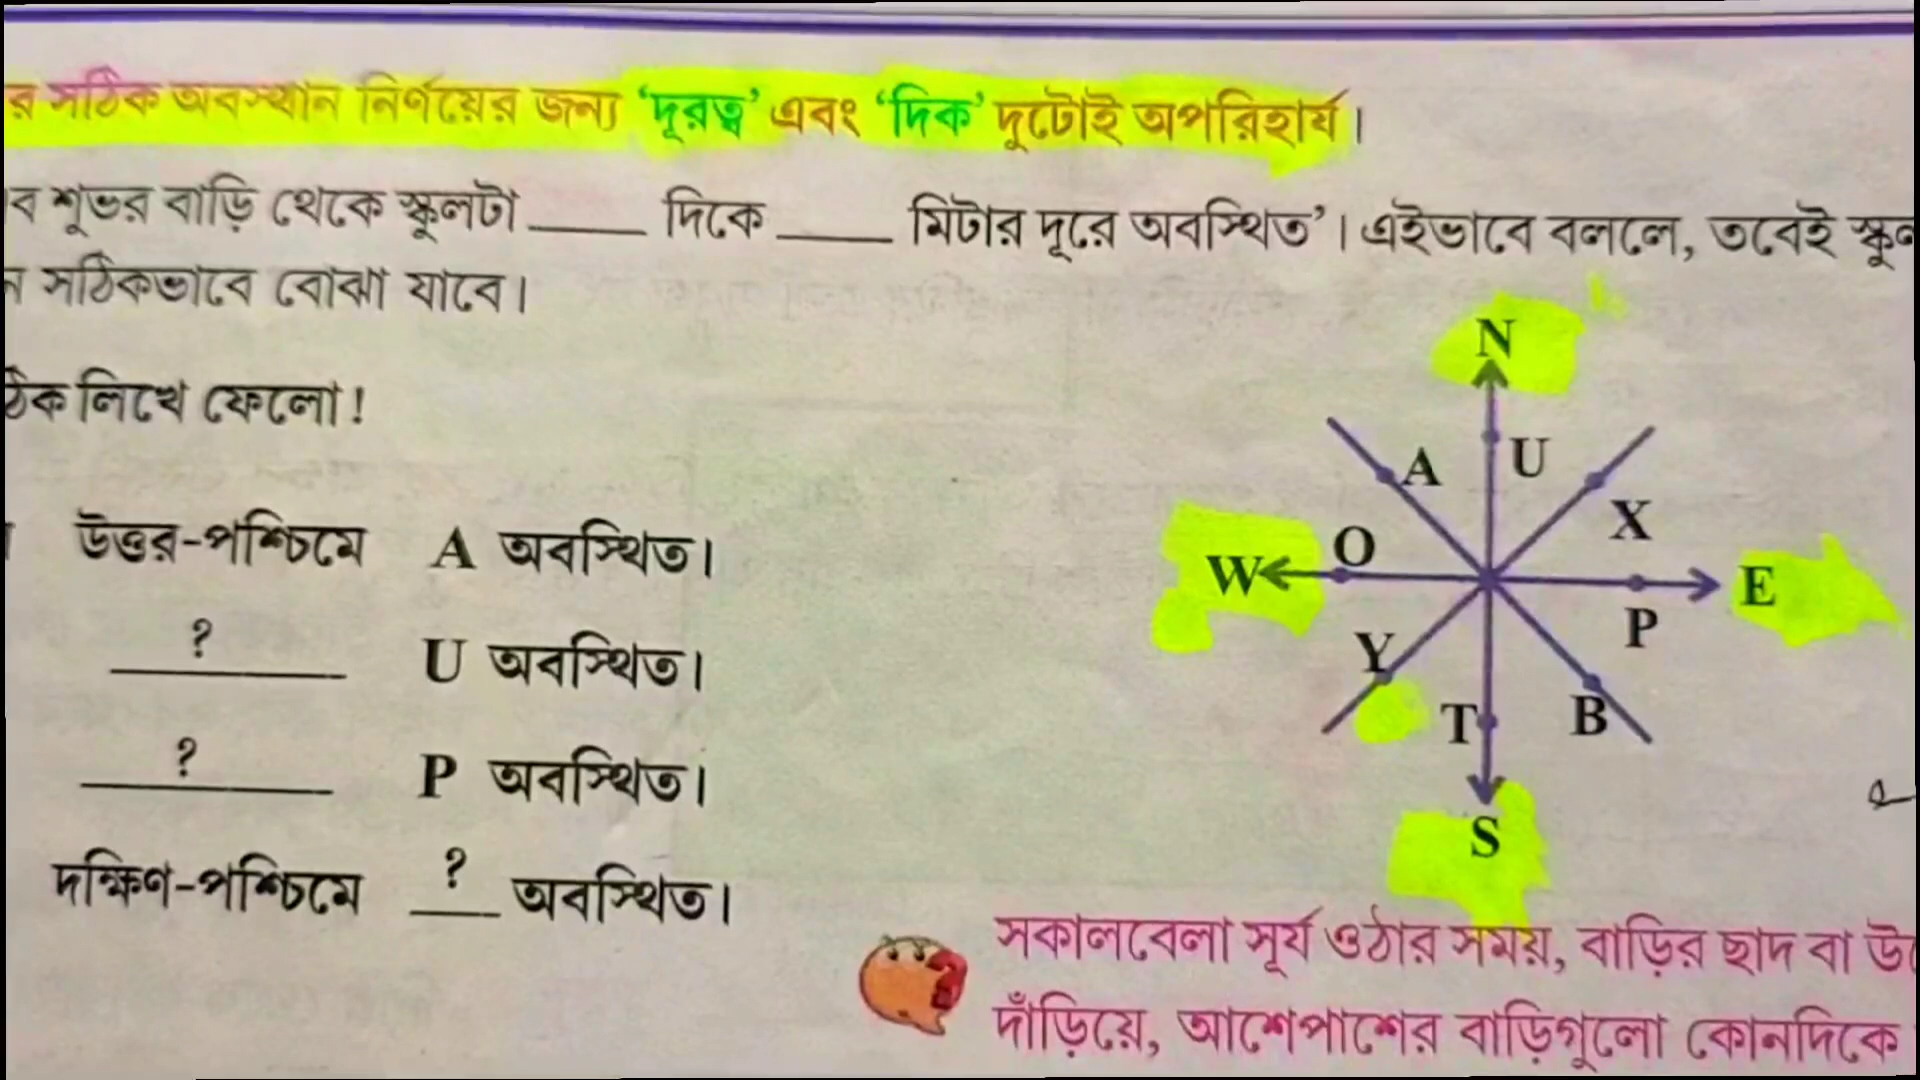 র সঠিক অবস্থান নির্ণয়ের জন্য ‘দূরত্ব’ এবং ‘দিক’ দুটোই অপরিহার্য।
ব শুভর বাড়ি থেকে স্কুলটা ____ দিকে ____ মিটার দূরে অবস্থিত’। এইভাবে বললে, তবেই
ন সঠিকভাবে বোঝা যাবে।
ঠিক লিখে ফেলো!
উত্তর-পশ্চিমে A অবস্থিত।
? U অবস্থিত।
? P অবস্থিত।
দক্ষিণ-পশ্চিমে ? অবস্থিত।
N
A U
X
O
W E
P
Y
T B
S
সকালবেলা সূর্য ওঠার সময়, বাড়ির ছাদ বা
দাঁড়িয়ে, আশেপাশের বাড়িগুলো কোনদিকে